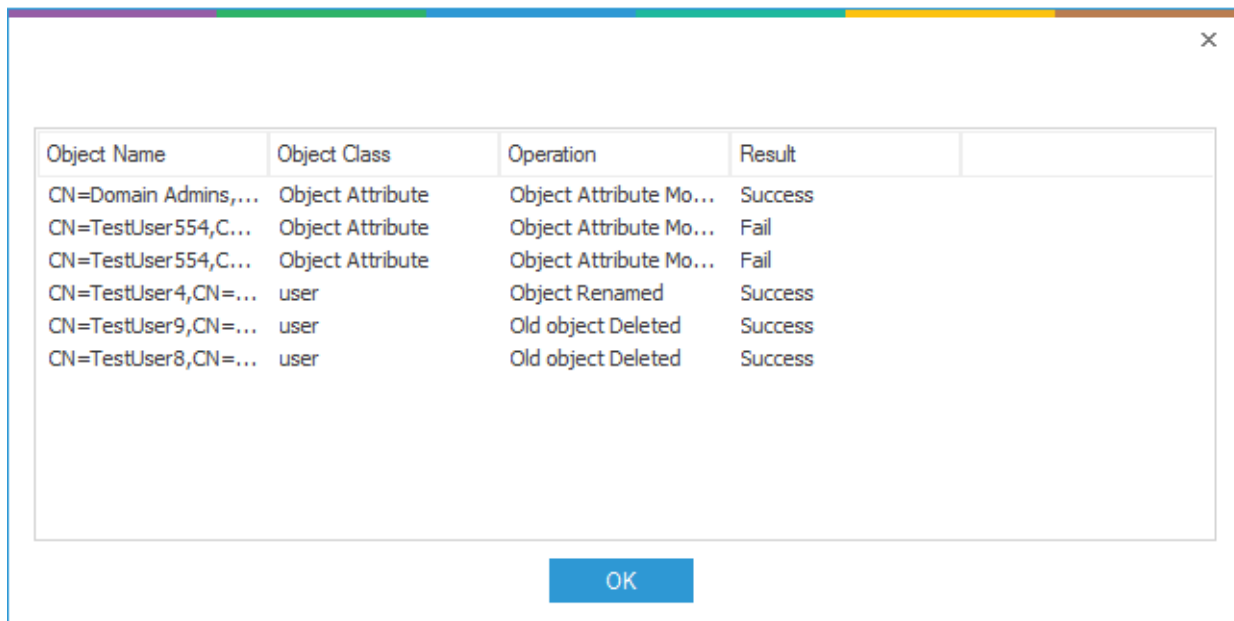 Object Name Object Class Operation Result
CN=Domain Admins,... Object Attribute Object Attribute Mo... Success
CN=TestUser554,C... Object Attribute Object Attribute Mo... Fail
CN=TestUser554,C... Object Attribute Object Attribute Mo... Fail
CN=TestUser4,CN=... user Object Renamed Success
CN=TestUser9,CN=... user Old object Deleted Success
CN=TestUser8,CN=... user Old object Deleted Success
OK